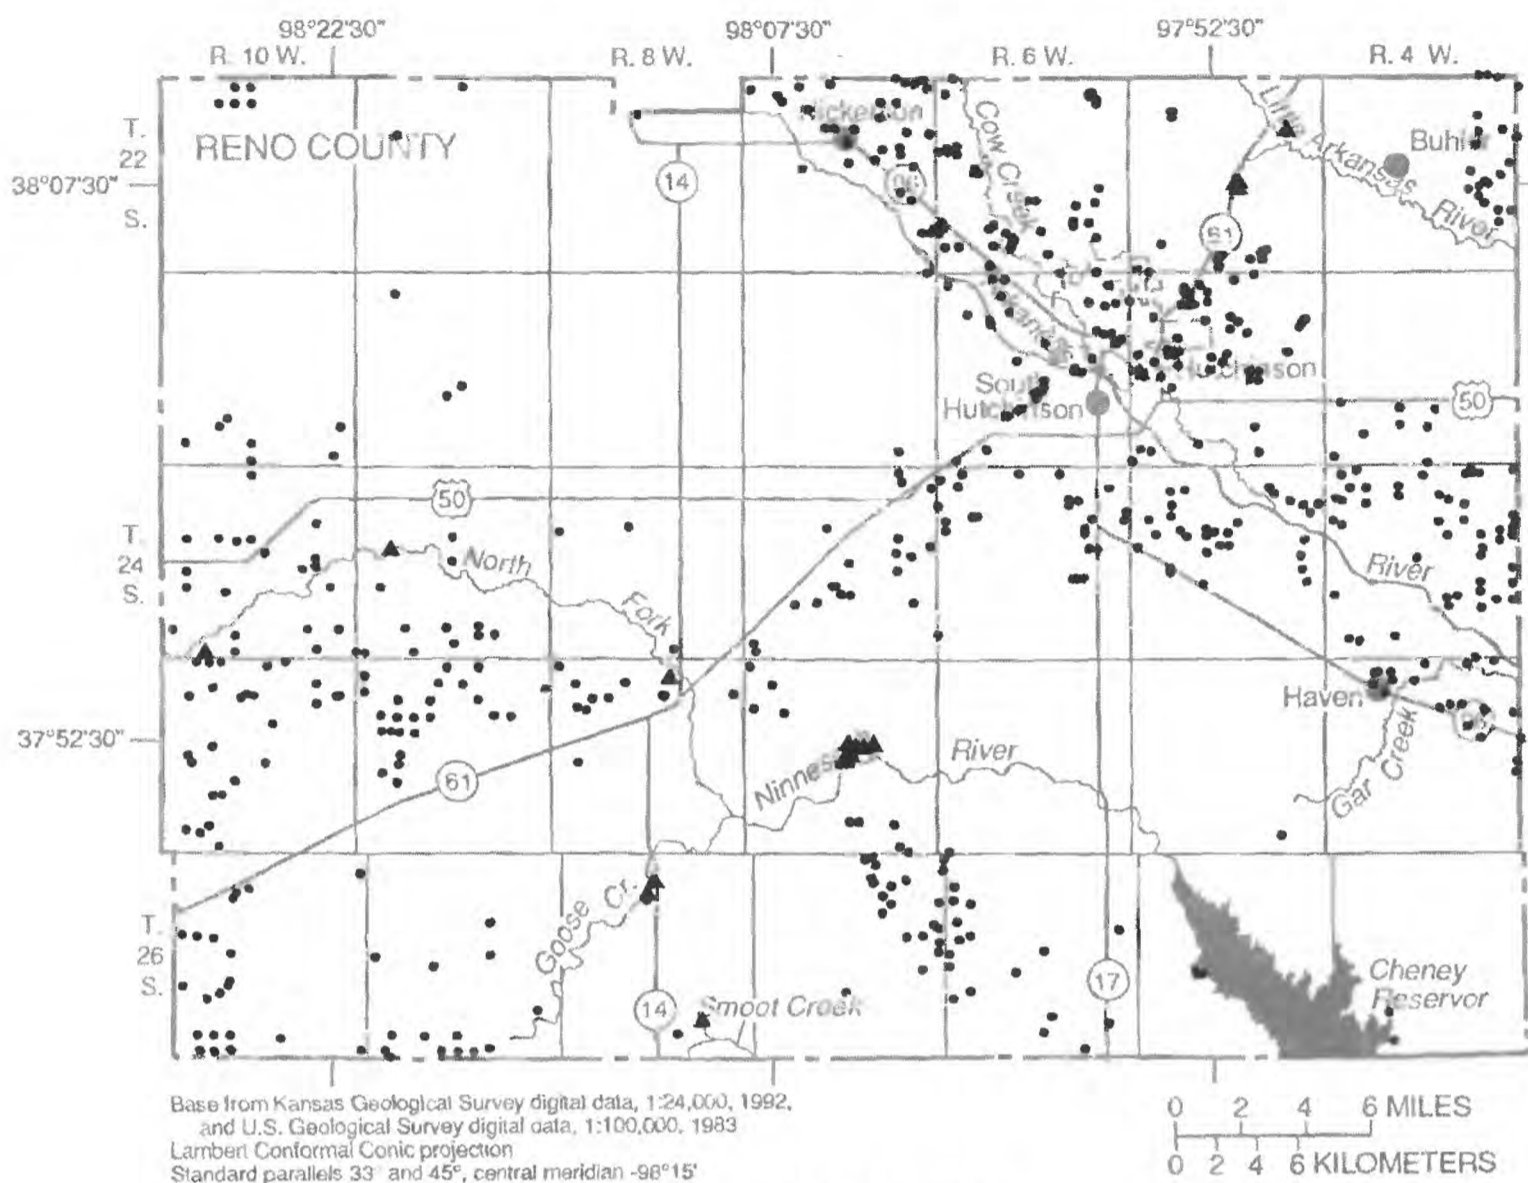 98°22'30" 98°07'30" 97°52'30"
R. 10 W. R. 8 W. R. 6 W. R. 4 W.
T.
22
S.
38°07'30"
RENO COUNTY
14
Nickerson
96
Cow Creek
Little Arkansas River
Buhler
61
Arkansas
South
Hutchinson
Hutchinson
50
T.
24
S.
50
North Fork
River
Haven
96
Gar Creek
37°52'30"
61
Ninnescah River
T.
26
S.
Goose Cr.
14
Smoot Creek
17
Cheney
Reservor
Base from Kansas Geological Survey digital data, 1:24,000, 1992,
and U.S. Geological Survey digital data, 1:100,000, 1983
Lambert Conformal Conic projection
Standard parallels 33° and 45°, central meridian -98°15'
0 2 4 6 MILES
0 2 4 6 KILOMETERS